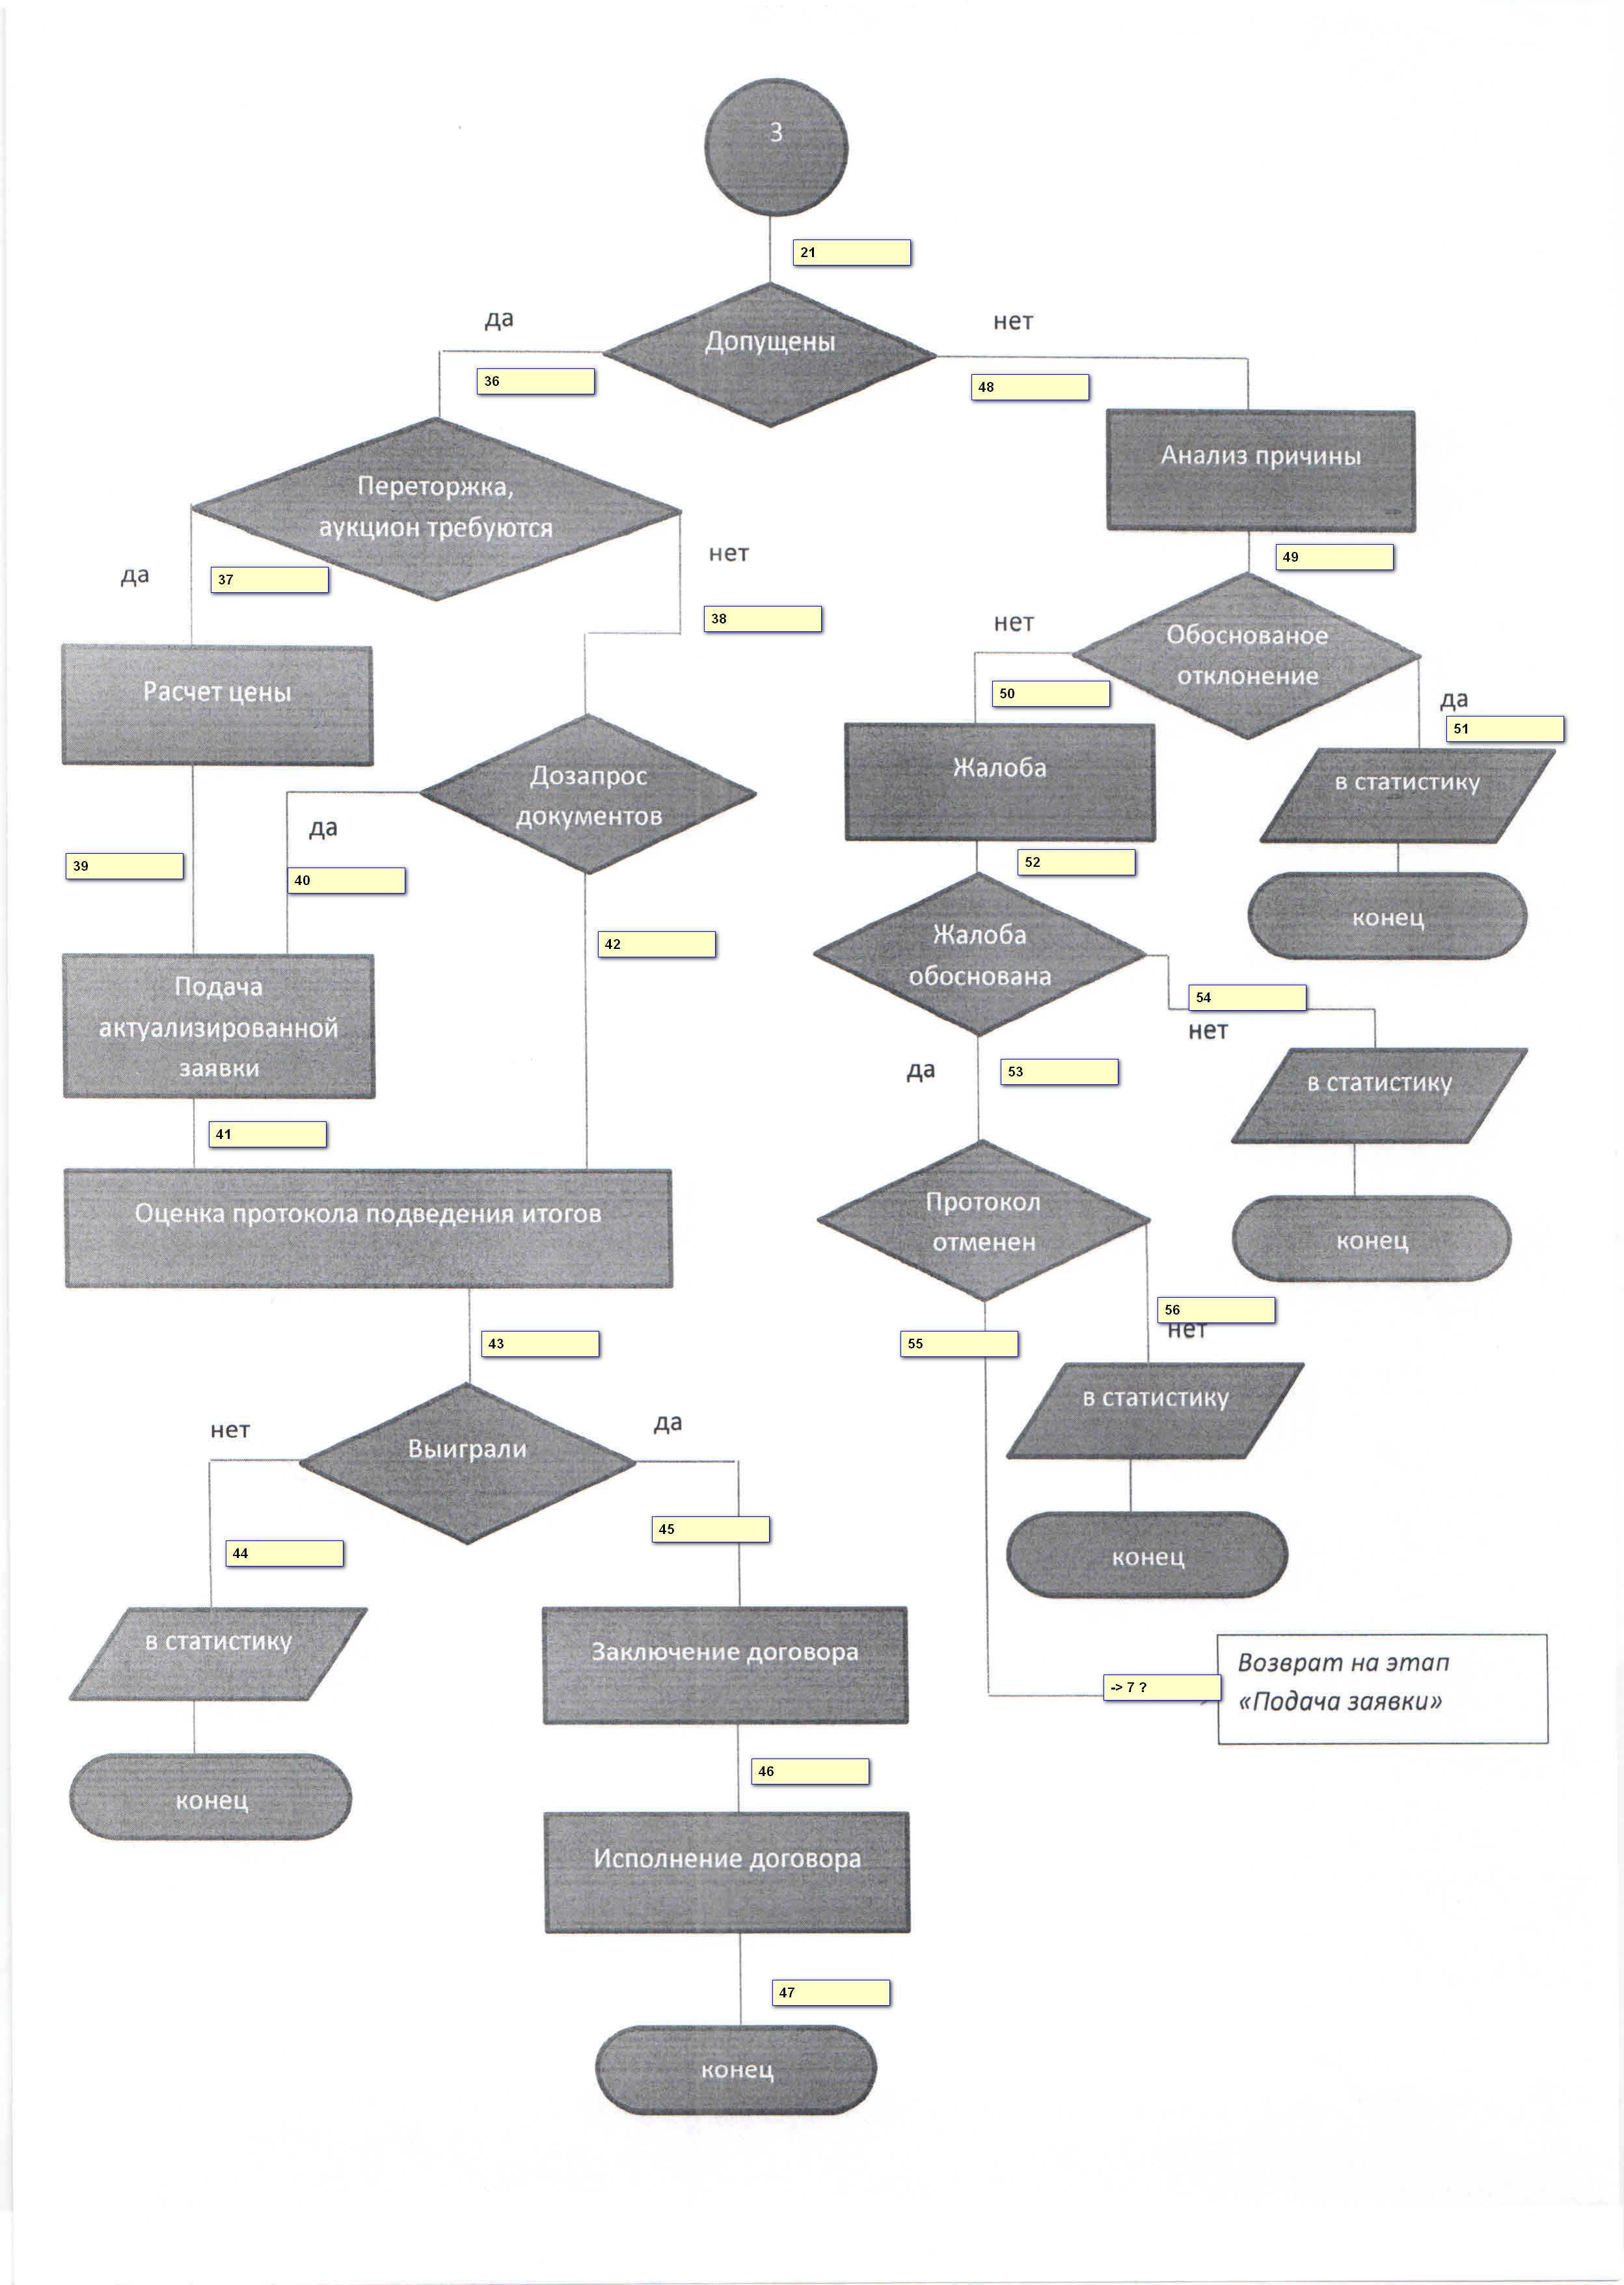 3
21
да
нет
Допущены
36
48
Переторжка,
аукцион требуются
Анализ причины
да
37
нет
38
49
нет
Обоснованое
отклонение
50
да
51
Расчет цены
Дозапрос
документов
Жалоба
в статистику
да
39
40
52
конец
42
Жалоба
обоснована
54
нет
Подача
актуализированной
заявки
да
53
в статистику
41
Оценка протокола подведения итогов
Протокол
отменен
конец
43
55
56
нет
нет
Выиграли
да
в статистику
44
45
конец
в статистику
Заключение договора
-> 7 ?
Возврат на этап
«Подача заявки»
46
конец
Исполнение договора
47
конец